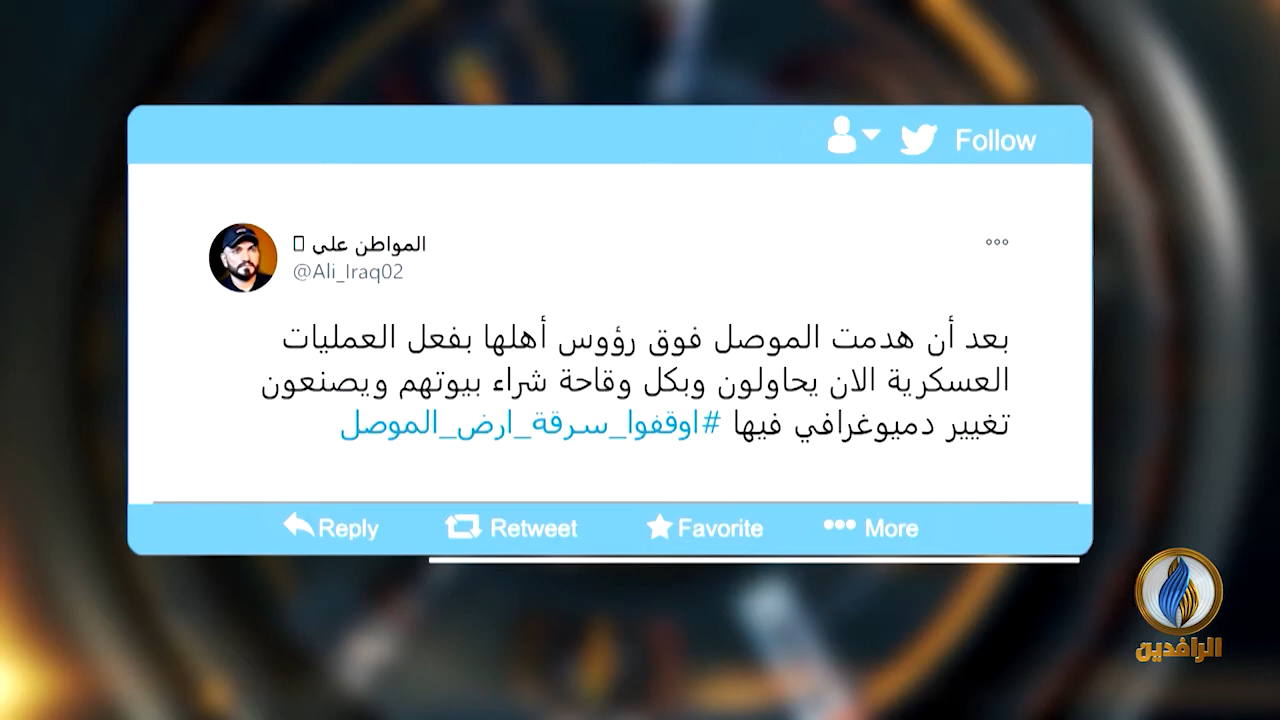 Follow
المواطن علي
@Ali_Iraq02
بعد أن هدمت الموصل فوق رؤوس أهلها بفعل العمليات
العسكرية الان يحاولون وبكل وقاحة شراء بيوتهم ويصنعون
تغيير دميوغرافي فيها #اوقفوا_سرقة_ارض_الموصل
Reply Retweet Favorite More
الرافدين